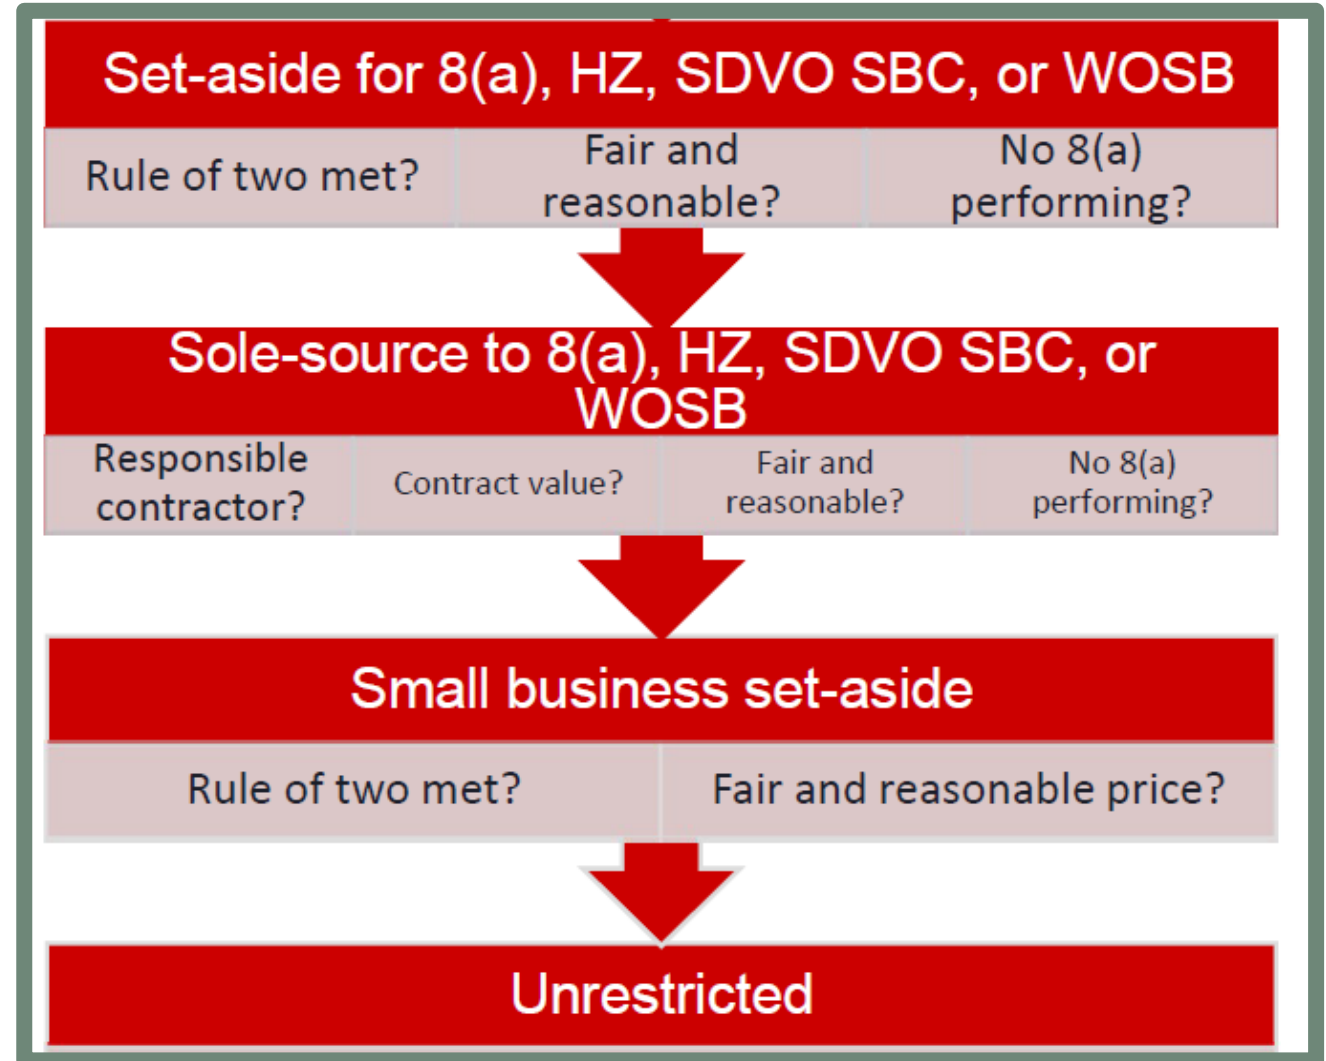 Set-aside for 8(a), HZ, SDVO SBC, or WOSB
Rule of two met?
Fair and
reasonable?
No 8(a)
performing?
Sole-source to 8(a), HZ, SDVO SBC, or
WOSB
Responsible
contractor?
Contract value?
Fair and
reasonable?
No 8(a)
performing?
Small business set-aside
Rule of two met?
Fair and reasonable price?
Unrestricted